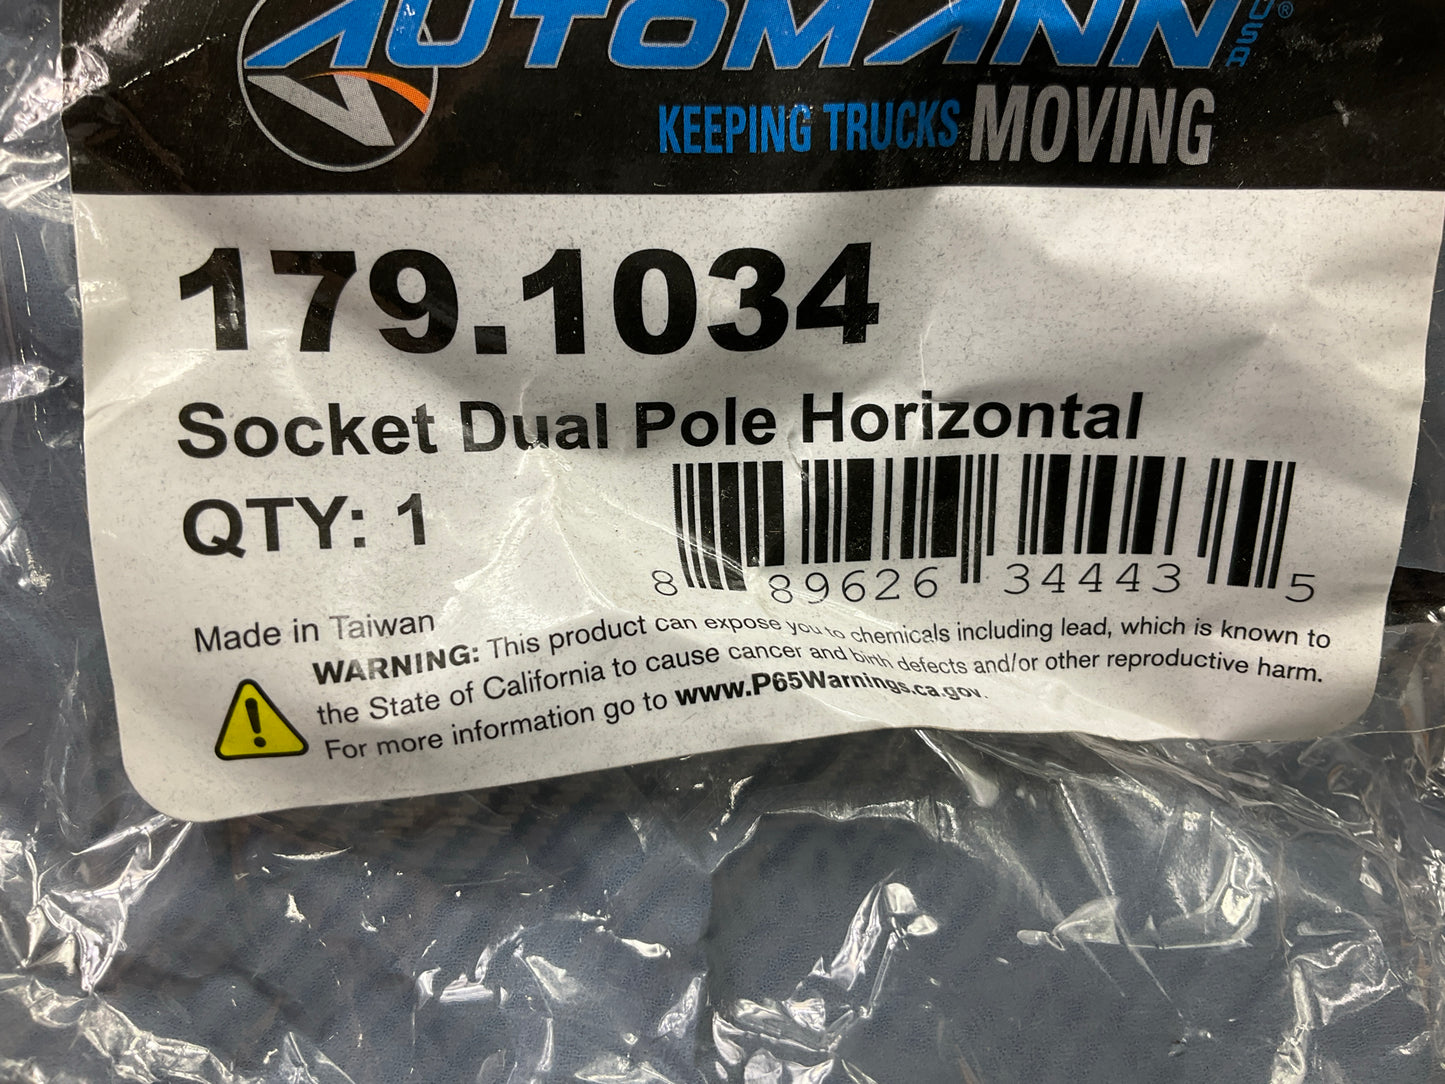 AUTOMANN USA®
KEEPING TRUCKS MOVING
179.1034
Socket Dual Pole Horizontal
QTY: 1
8 89626 34443 5
Made in Taiwan
WARNING: This product can expose you to chemicals including lead, which is known to
the State of California to cause cancer and birth defects and/or other reproductive harm.
For more information go to www.P65Warnings.ca.gov.